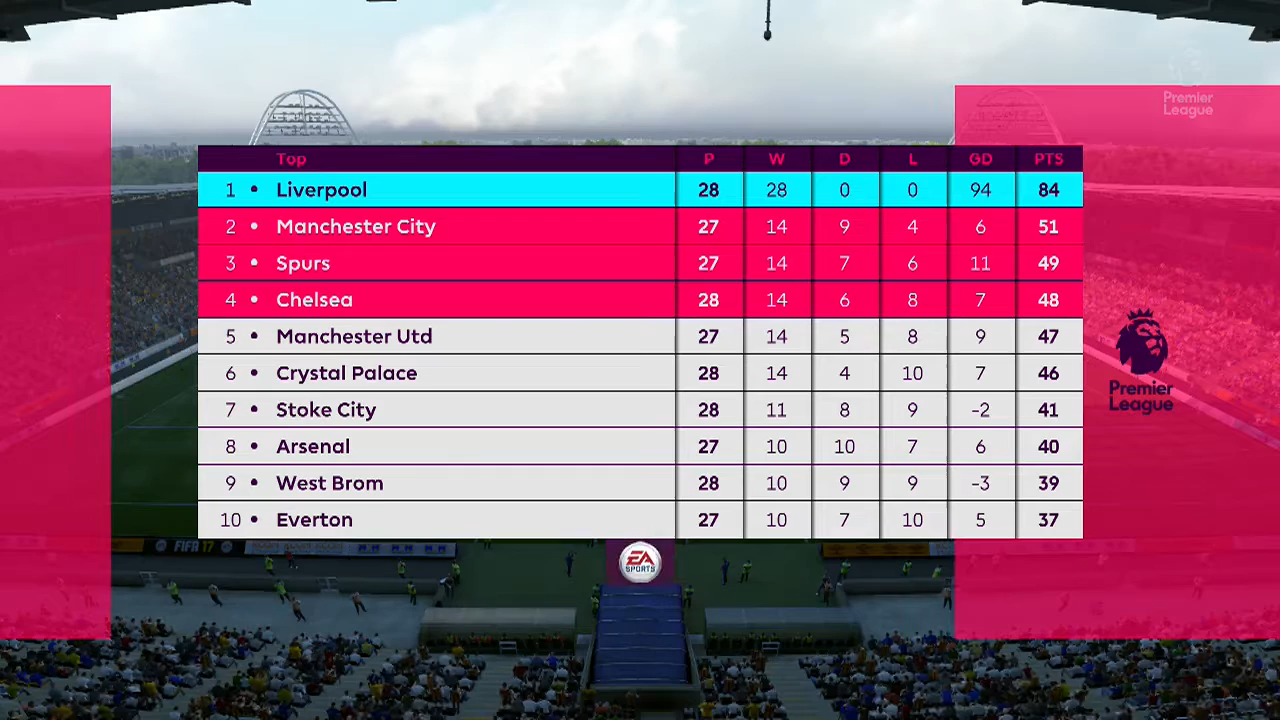 Premier
League
Top P W D L GD PTS
1 • Liverpool 28 28 0 0 94 84
2 • Manchester City 27 14 9 4 6 51
3 • Spurs 27 14 7 6 11 49
4 • Chelsea 28 14 6 8 7 48
5 • Manchester Utd 27 14 5 8 9 47
6 • Crystal Palace 28 14 4 10 7 46
7 • Stoke City 28 11 8 9 -2 41
8 • Arsenal 27 10 10 7 6 40
9 • West Brom 28 10 9 9 -3 39
10 • Everton 27 10 7 10 5 37
Premier
League
FIFA 17
EA
SPORTS